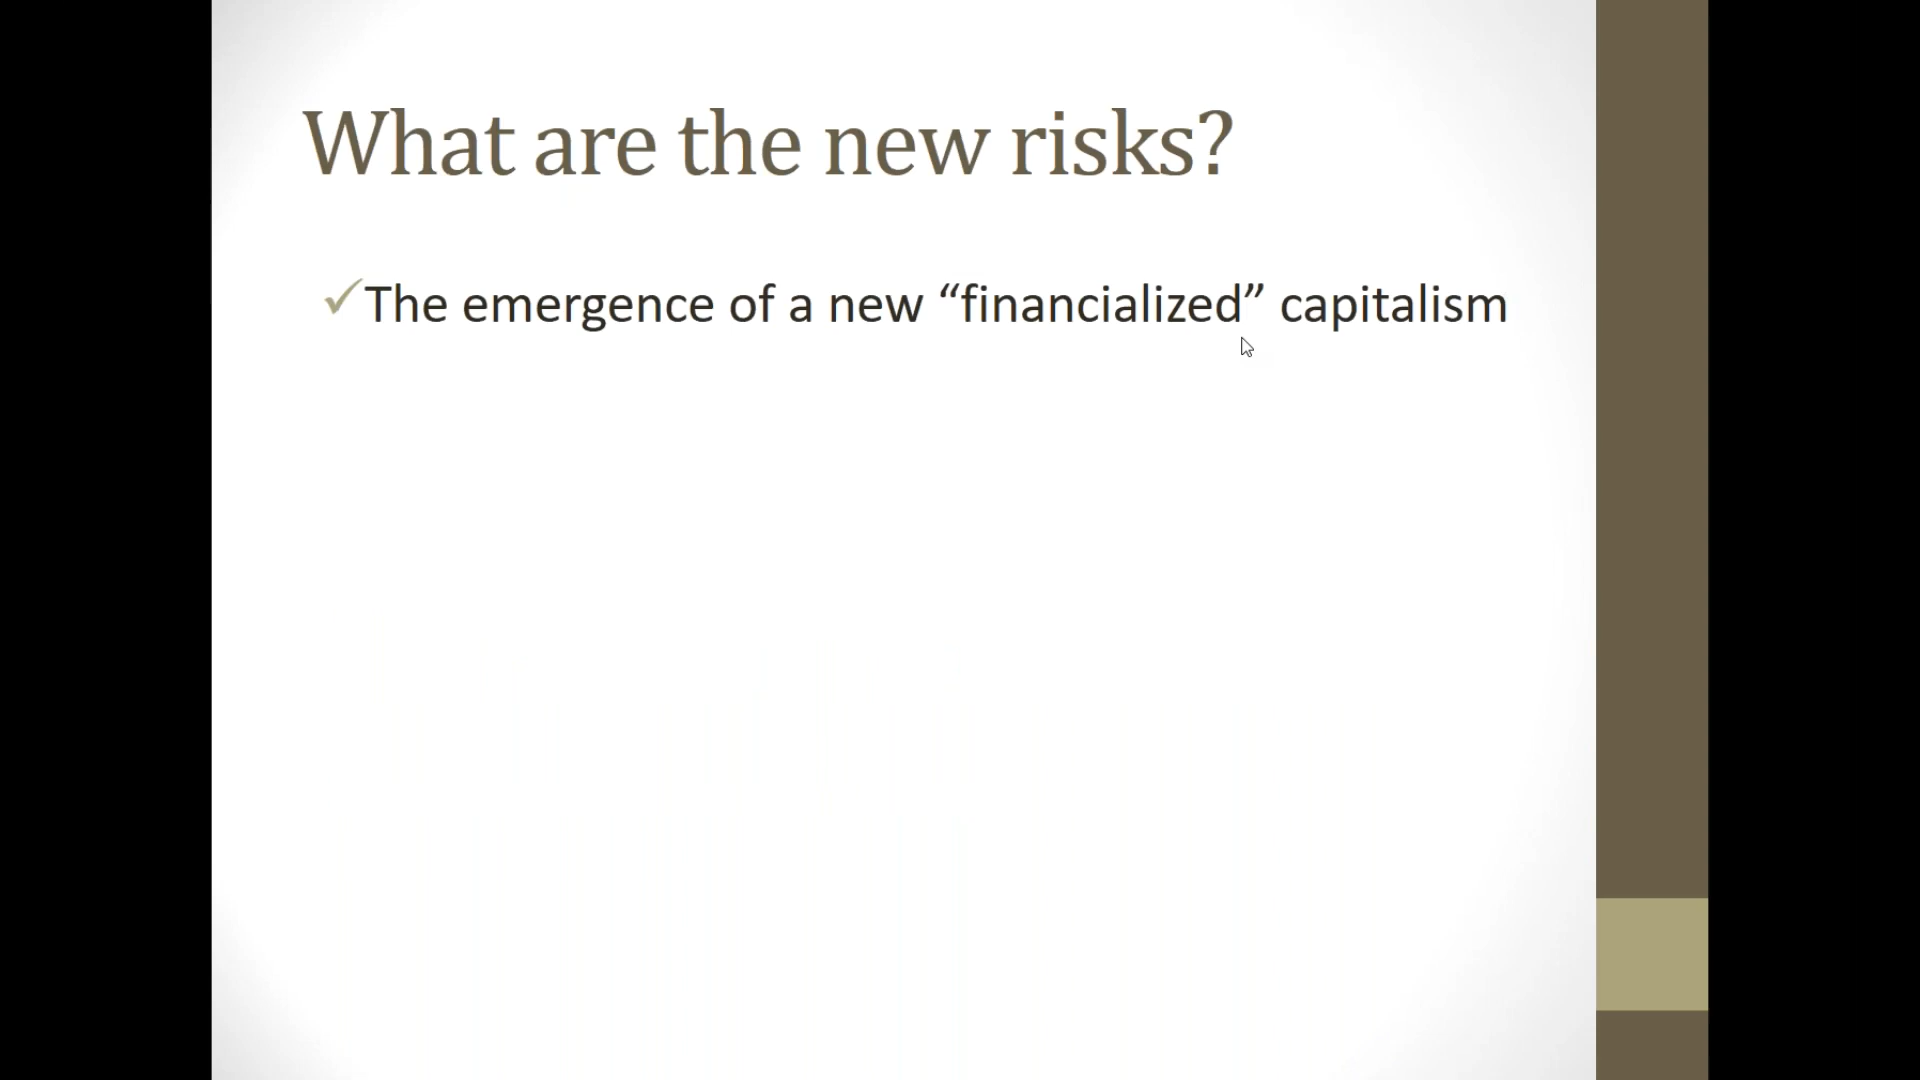 What are the new risks?
The emergence of a new “financialized” capitalism